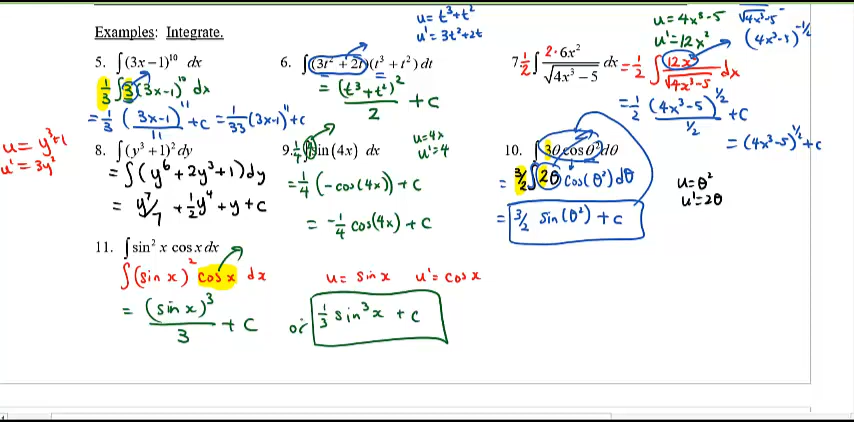 Examples: Integrate.
5. ∫(3x−1)¹⁰ dx
1/3 ∫ 3(3x−1)¹⁰ dx
= 1/3 (3x−1)¹¹/11 + c = 1/33 (3x−1)¹¹ + c
u = t³+t²
u' = 3t²+2t
6. ∫(3t² + 2t)(t³ + t²) dt
= (t³+t²)²/2 + c
u = 4x³−5
u' = 12x²
√4x³−5
(4x³−5)^−1/2
7. 1/2 ∫ 2·6x²/√(4x³−5) dx = 1/2 ∫ 12x²/√(4x³−5) dx
= 1/2 (4x³−5)^1/2 / 1/2 + c
= (4x³−5)^1/2 + c
u = y³+1
u' = 3y²
8. ∫(y³ + 1)² dy
= ∫(y⁶ + 2y³ + 1) dy
= y⁷/7 + 1/2 y⁴ + y + c
9. 1/4 ∫ 4 sin(4x) dx
u = 4x
u' = 4
= 1/4 (−cos(4x)) + c
= −1/4 cos(4x) + c
10. ∫ 3θ cos θ² dθ
= 3/2 ∫ 2θ cos(θ²) dθ
= 3/2 sin(θ²) + c
u = θ²
u' = 2θ
11. ∫ sin² x cos x dx
∫ (sin x)² cos x dx
u = sin x u' = cos x
= (sin x)³/3 + c
or 1/3 sin³ x + c